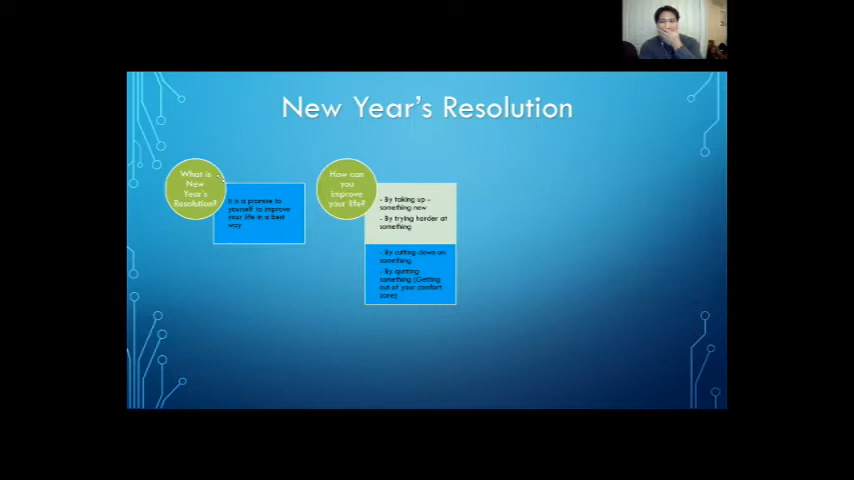 New Year's Resolution
What is
New
Year's
Resolution?
It is a promise to
yourself to improve
your life in a best
way
How can
you
improve
your life?
- By taking up -
something new
- By trying harder at
something
- By cutting down on
something
- By quitting
something (Getting
out of your comfort
zone)